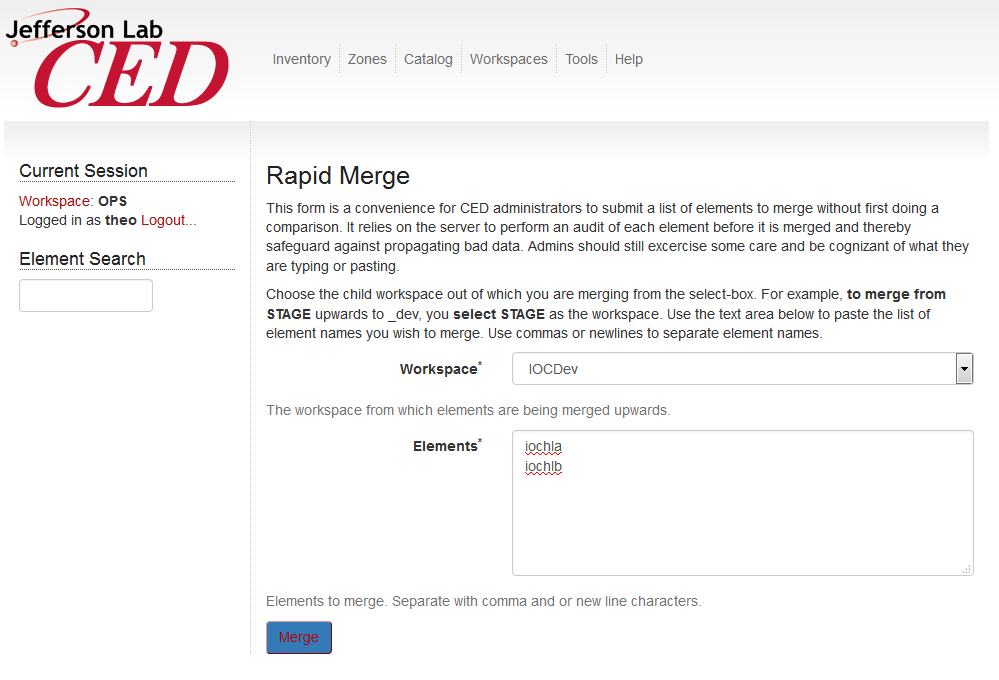 Jefferson Lab
CED
Inventory Zones Catalog Workspaces Tools Help
Current Session
Workspace: OPS
Logged in as theo Logout...
Element Search
Rapid Merge
This form is a convenience for CED administrators to submit a list of elements to merge without first doing a
comparison. It relies on the server to perform an audit of each element before it is merged and thereby
safeguard against propagating bad data. Admins should still excercise some care and be cognizant of what they
are typing or pasting.
Choose the child workspace out of which you are merging from the select-box. For example, to merge from
STAGE upwards to _dev, you select STAGE as the workspace. Use the text area below to paste the list of
element names you wish to merge. Use commas or newlines to separate element names.
Workspace* IOCDev
The workspace from which elements are being merged upwards.
Elements* iochla
iochlb
Elements to merge. Separate with comma and or new line characters.
Merge